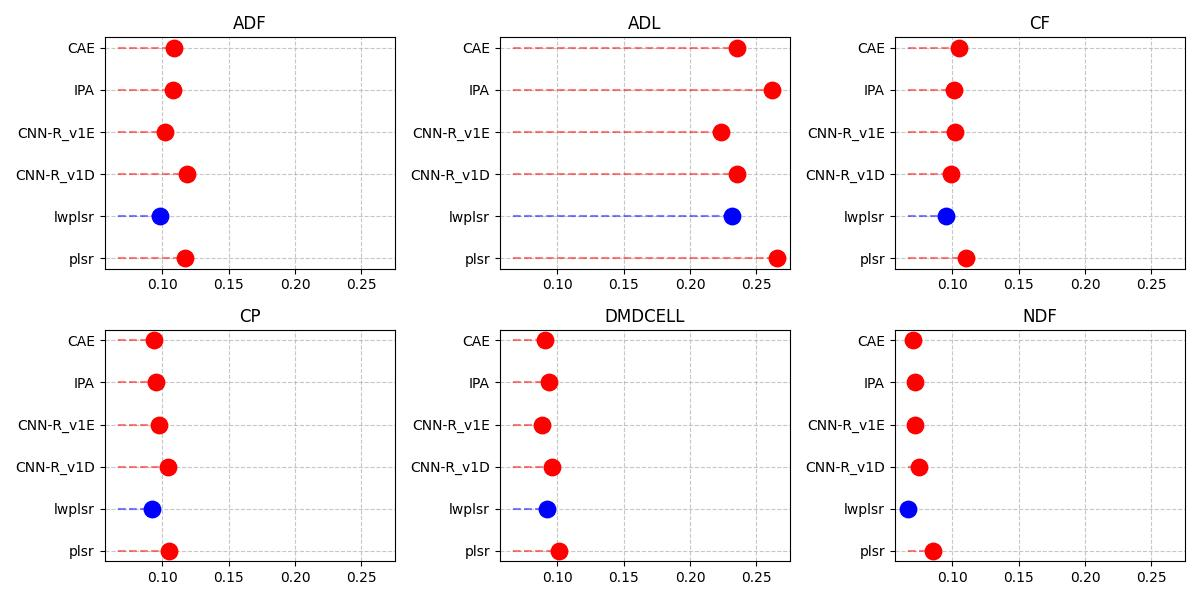 ADF
CAE
IPA
CNN-R_v1E
CNN-R_v1D
lwplsr
plsr
0.10 0.15 0.20 0.25
ADL
CAE
IPA
CNN-R_v1E
CNN-R_v1D
lwplsr
plsr
0.10 0.15 0.20 0.25
CF
CAE
IPA
CNN-R_v1E
CNN-R_v1D
lwplsr
plsr
0.10 0.15 0.20 0.25
CP
CAE
IPA
CNN-R_v1E
CNN-R_v1D
lwplsr
plsr
0.10 0.15 0.20 0.25
DMDCELL
CAE
IPA
CNN-R_v1E
CNN-R_v1D
lwplsr
plsr
0.10 0.15 0.20 0.25
NDF
CAE
IPA
CNN-R_v1E
CNN-R_v1D
lwplsr
plsr
0.10 0.15 0.20 0.25